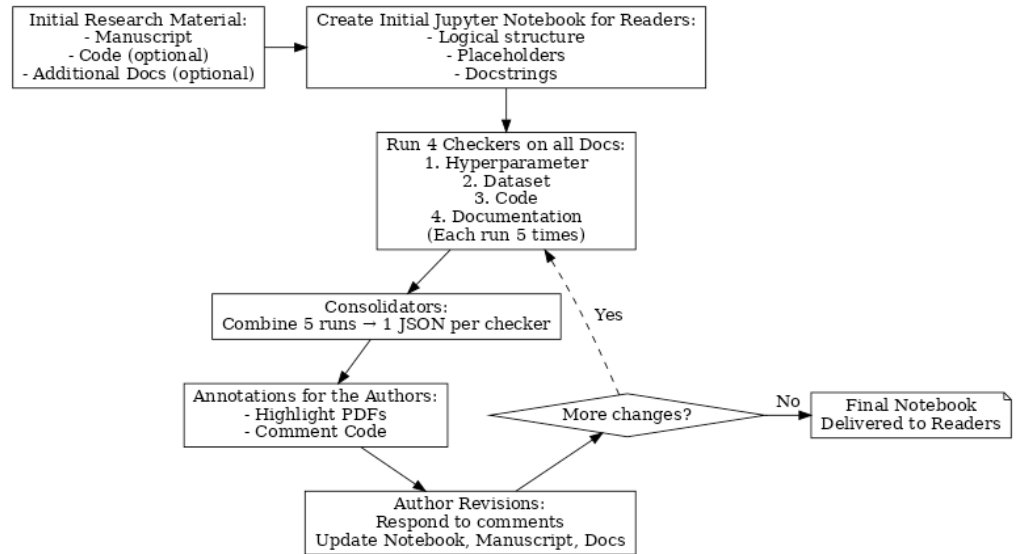 Initial Research Material:
- Manuscript
- Code (optional)
- Additional Docs (optional)
Create Initial Jupyter Notebook for Readers:
- Logical structure
- Placeholders
- Docstrings
Run 4 Checkers on all Docs:
1. Hyperparameter
2. Dataset
3. Code
4. Documentation
(Each run 5 times)
Consolidators:
Combine 5 runs → 1 JSON per checker
Yes
Annotations for the Authors:
- Highlight PDFs
- Comment Code
More changes?
No
Final Notebook
Delivered to Readers
Author Revisions:
Respond to comments
Update Notebook, Manuscript, Docs